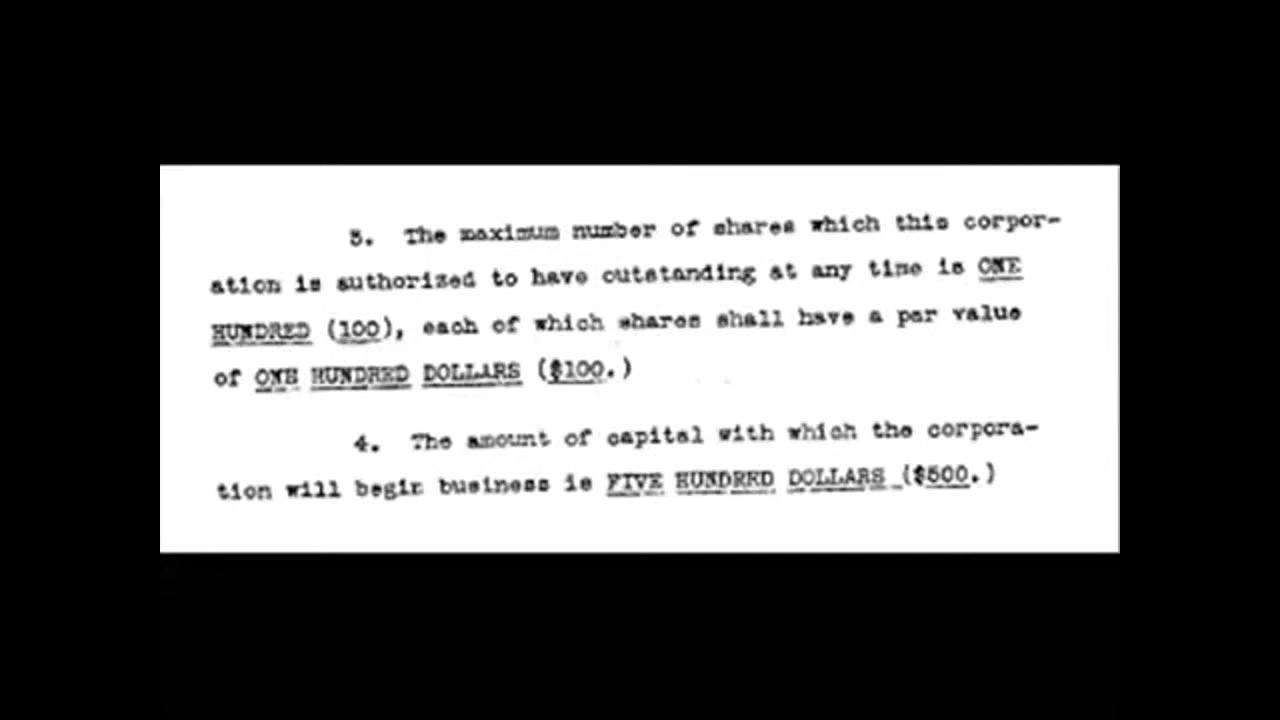 3. The maximum number of shares which this corpor-
ation is authorized to have outstanding at any time is ONE
HUNDRED (100), each of which shares shall have a par value
of ONE HUNDRED DOLLARS ($100.)
4. The amount of capital with which the corpora-
tion will begin business is FIVE HUNDRED DOLLARS ($500.)